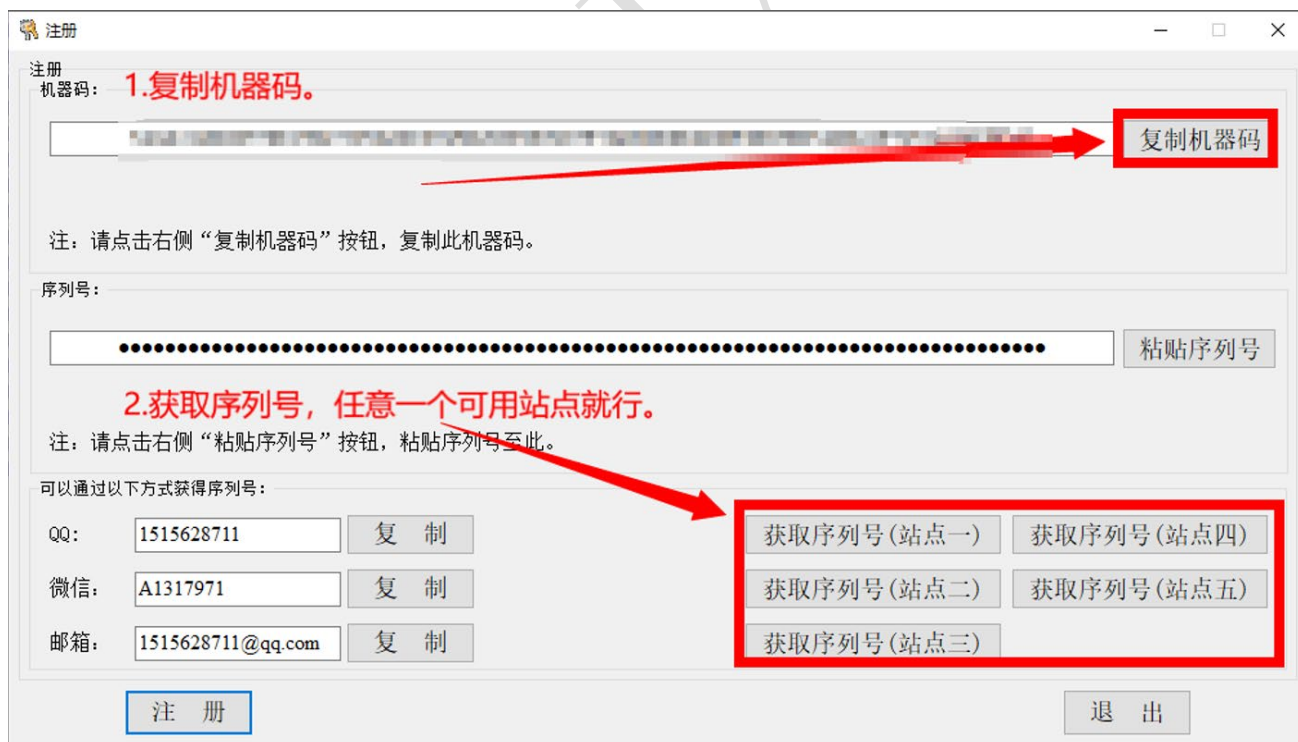 注册
注册
机器码:
1.复制机器码。
复制机器码
注：请点击右侧“复制机器码”按钮，复制此机器码。
序列号:
●●●●●●●●●●●●●●●●●●●●●●●●●●●●●●●●●●●●●●●●●●●●●●●●●●●●●●●●●●●●●●●●●●●●●●●●●●●●●●●●
粘贴序列号
2.获取序列号，任意一个可用站点就行。
注：请点击右侧“粘贴序列号”按钮，粘贴序列号至此。
可以通过以下方式获得序列号:
QQ: 1515628711 复 制 获取序列号(站点一) 获取序列号(站点四)
微信: A1317971 复 制 获取序列号(站点二) 获取序列号(站点五)
邮箱: 1515628711@qq.com 复 制 获取序列号(站点三)
注 册 退 出